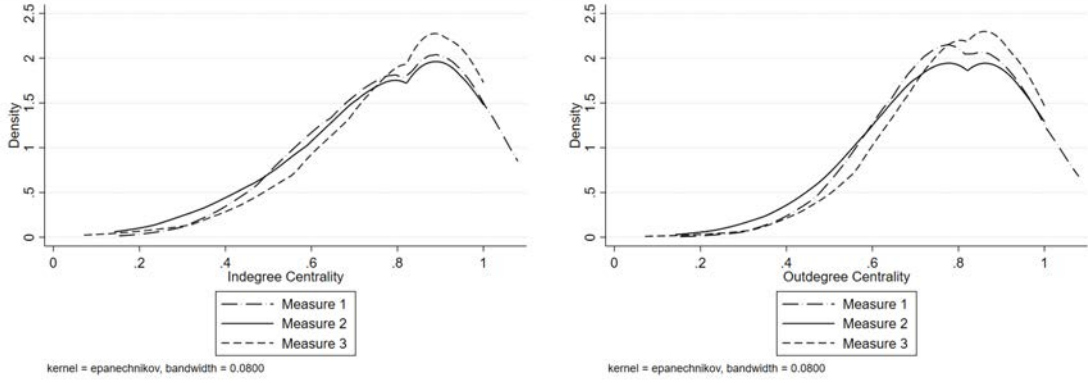 2.5
2
1.5
1
.5
0
Density
0 .2 .4 .6 .8 1
Indegree Centrality
Measure 1
Measure 2
Measure 3
kernel = epanechnikov, bandwidth = 0.0800
2.5
2
1.5
1
.5
0
Density
0 .2 .4 .6 .8 1
Outdegree Centrality
Measure 1
Measure 2
Measure 3
kernel = epanechnikov, bandwidth = 0.0800